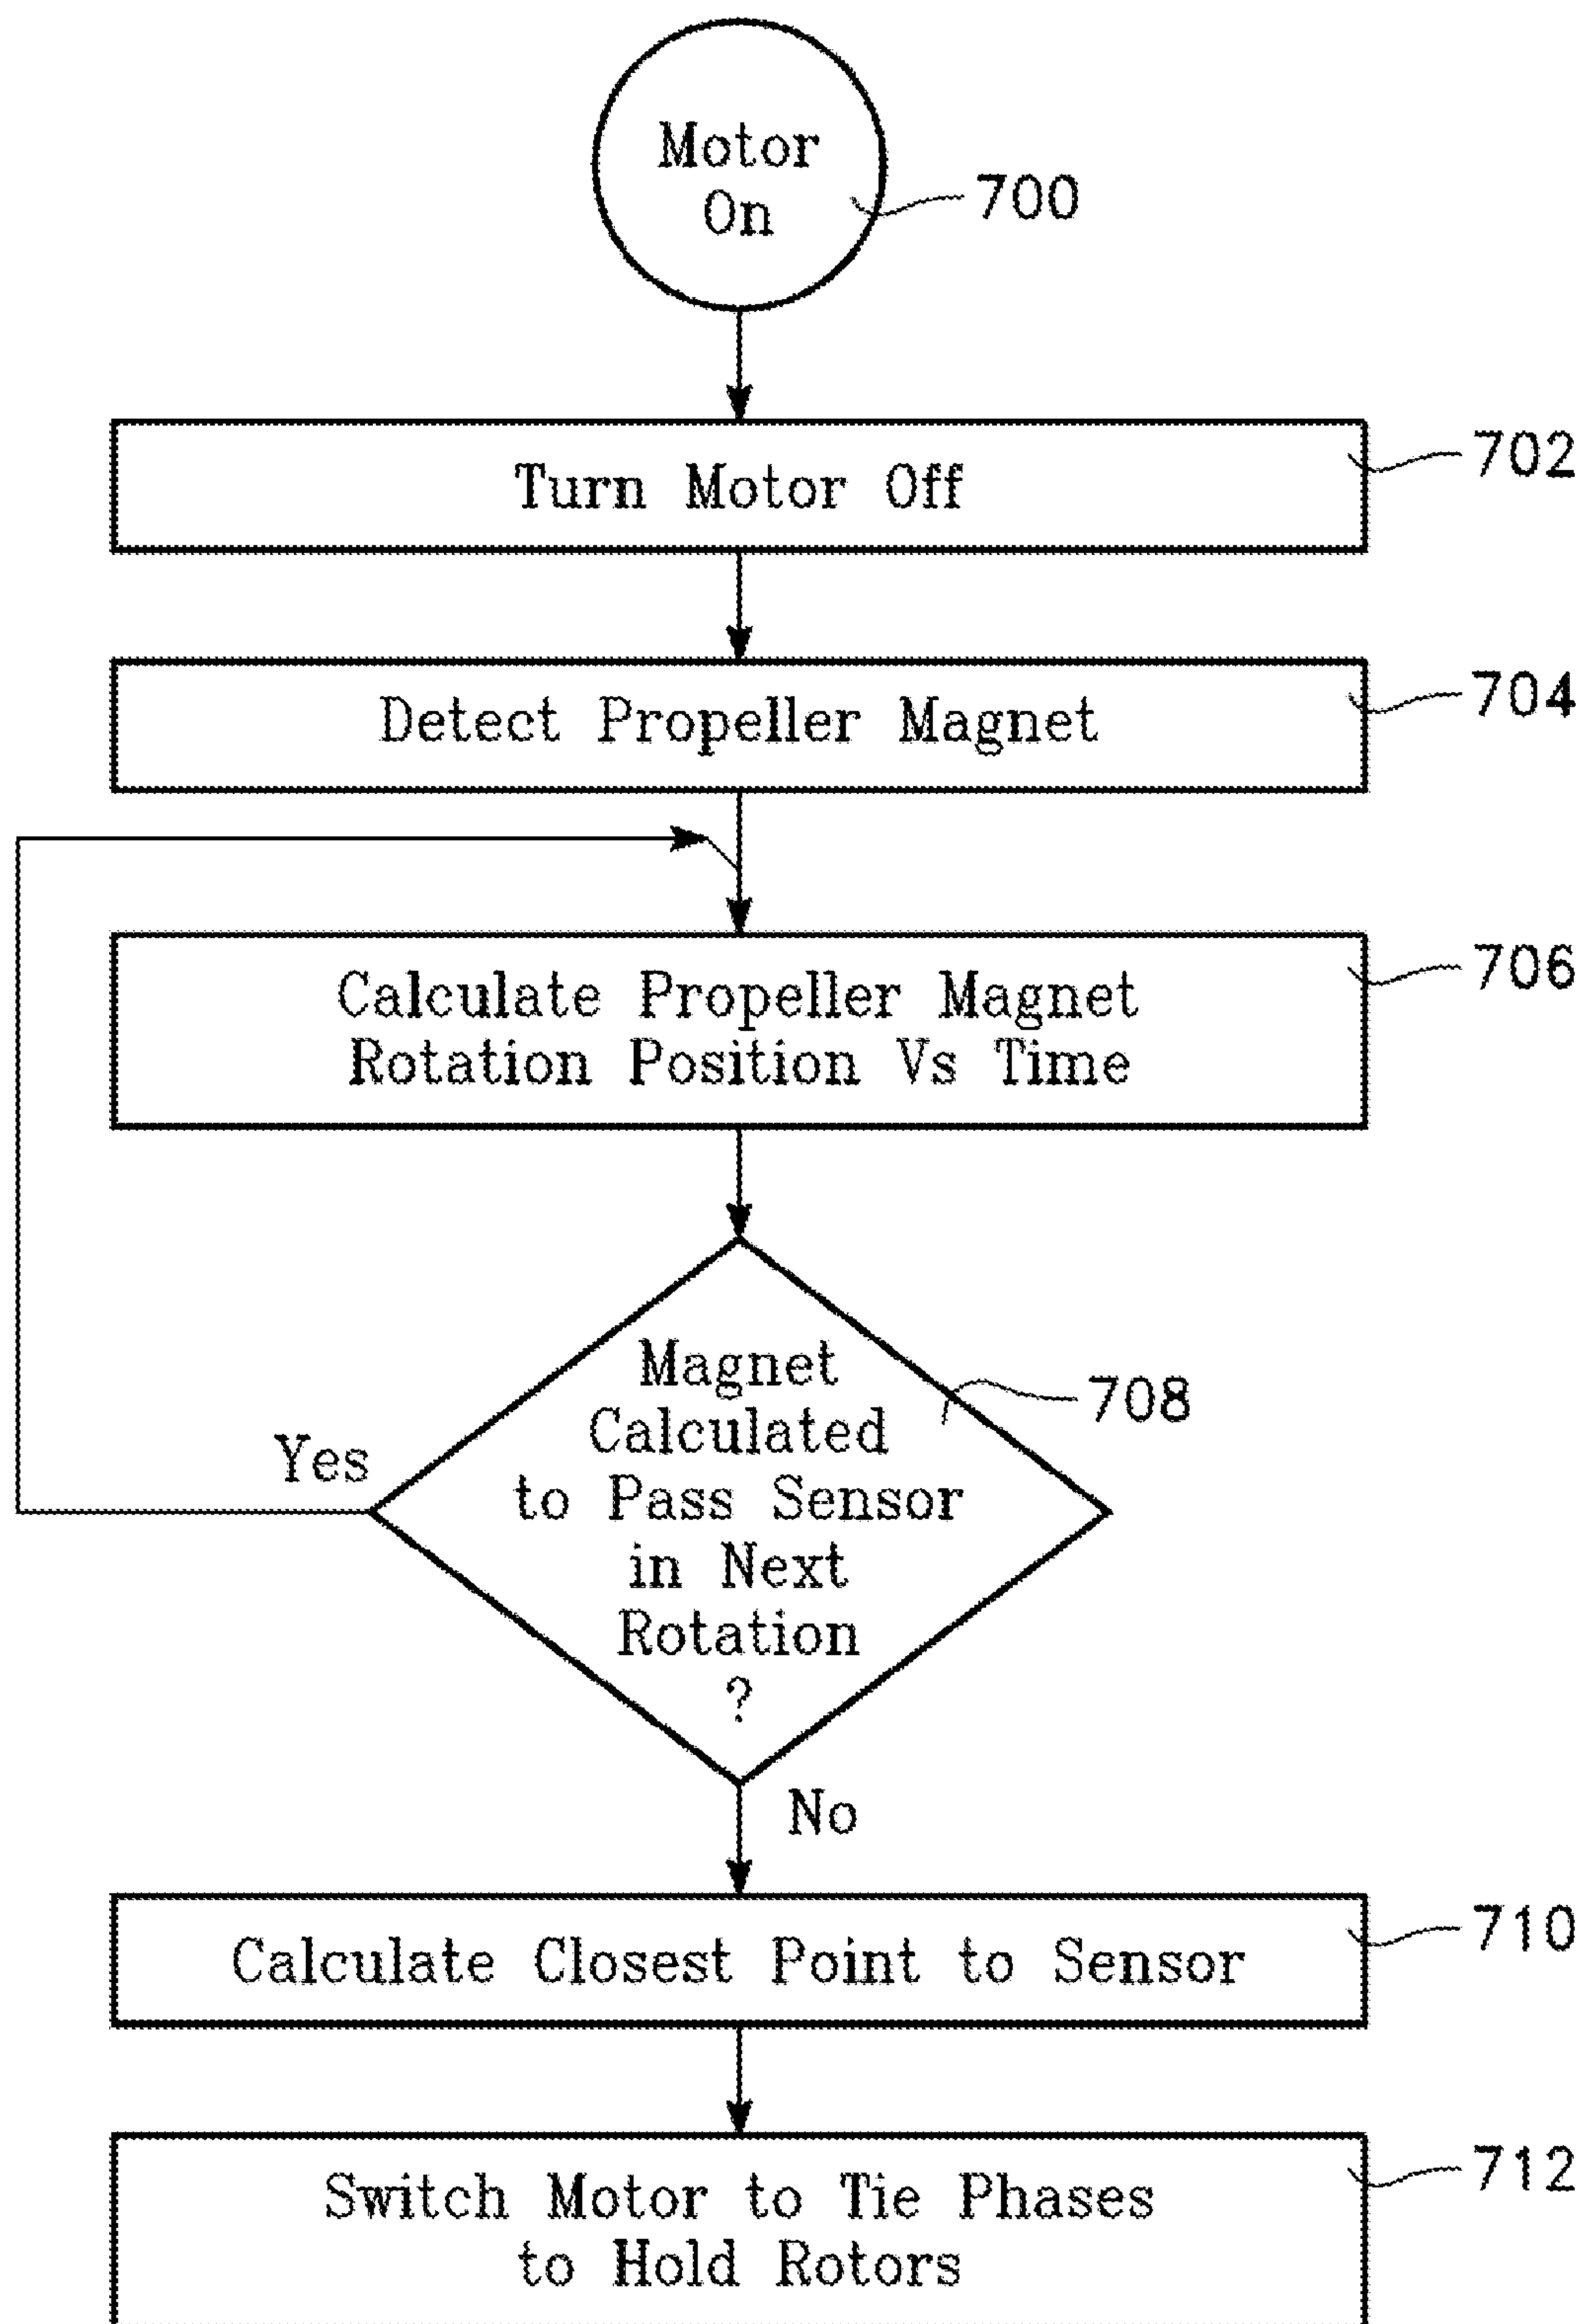 Motor
On
700
Turn Motor Off
702
Detect Propeller Magnet
704
Calculate Propeller Magnet
Rotation Position Vs Time
706
Magnet
Calculated
to Pass Sensor
in Next
Rotation
?
708
Yes
No
Calculate Closest Point to Sensor
710
Switch Motor to Tie Phases
to Hold Rotors
712